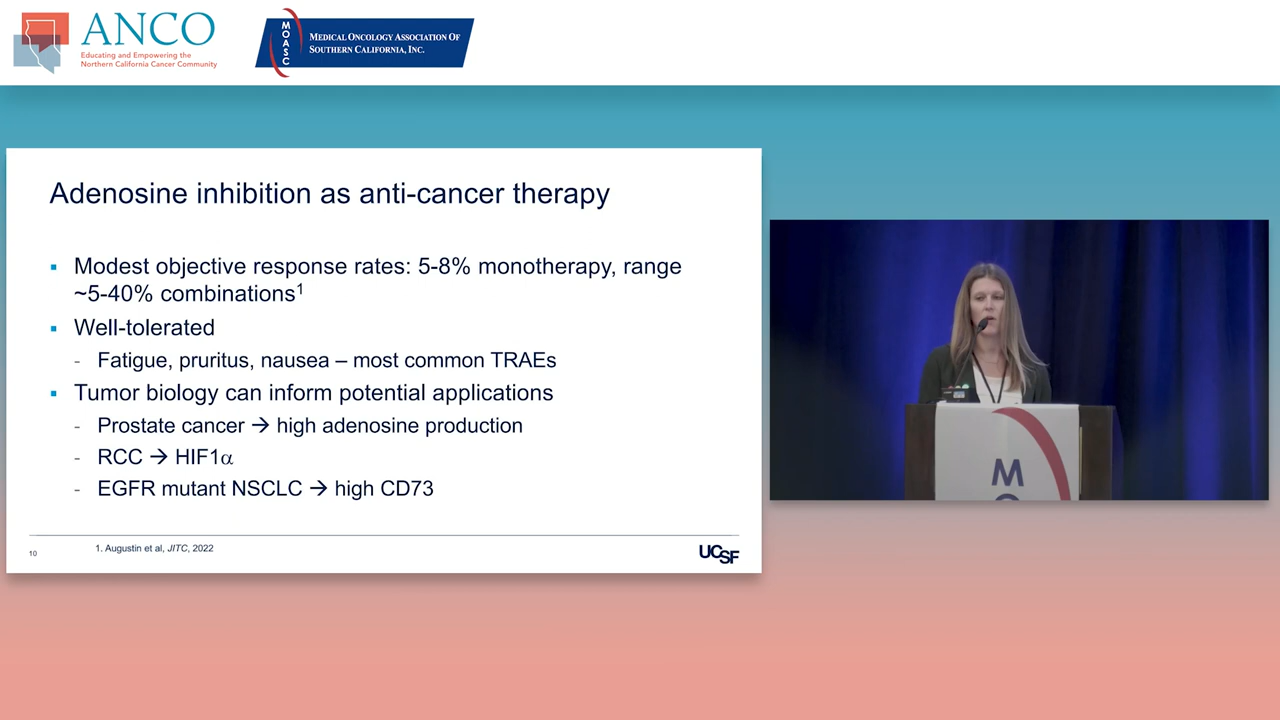 ANCO
Educating and Empowering the
Northern California Cancer Community
MOASC
MEDICAL ONCOLOGY ASSOCIATION OF
SOUTHERN CALIFORNIA, INC.
Adenosine inhibition as anti-cancer therapy
▪ Modest objective response rates: 5-8% monotherapy, range
~5-40% combinations¹
▪ Well-tolerated
- Fatigue, pruritus, nausea – most common TRAEs
▪ Tumor biology can inform potential applications
- Prostate cancer → high adenosine production
- RCC → HIF1α
- EGFR mutant NSCLC → high CD73
10
1. Augustin et al, JITC, 2022
UCSF
M
O